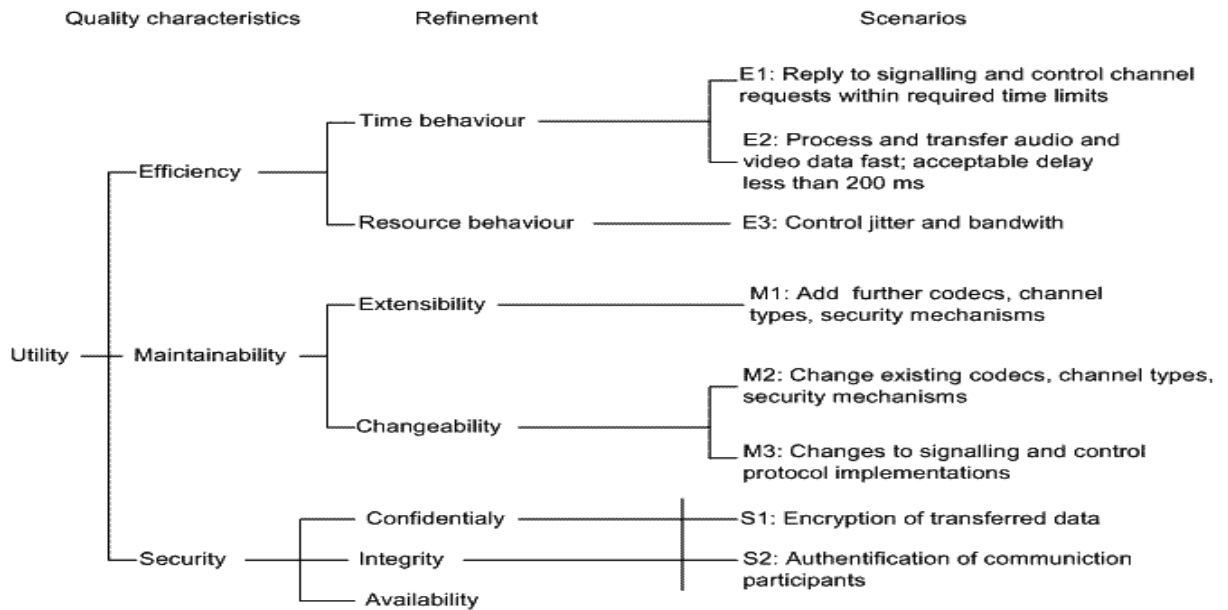 Quality characteristics
Refinement
Scenarios
E1: Reply to signalling and control channel
requests within required time limits
Time behaviour
E2: Process and transfer audio and
video data fast; acceptable delay
less than 200 ms
Efficiency
Resource behaviour
E3: Control jitter and bandwith
Extensibility
M1: Add further codecs, channel
types, security mechanisms
Utility
Maintainability
M2: Change existing codecs, channel types,
security mechanisms
Changeability
M3: Changes to signalling and control
protocol implementations
Confidentialy
S1: Encryption of transferred data
Security
Integrity
S2: Authentification of communiction
participants
Availability